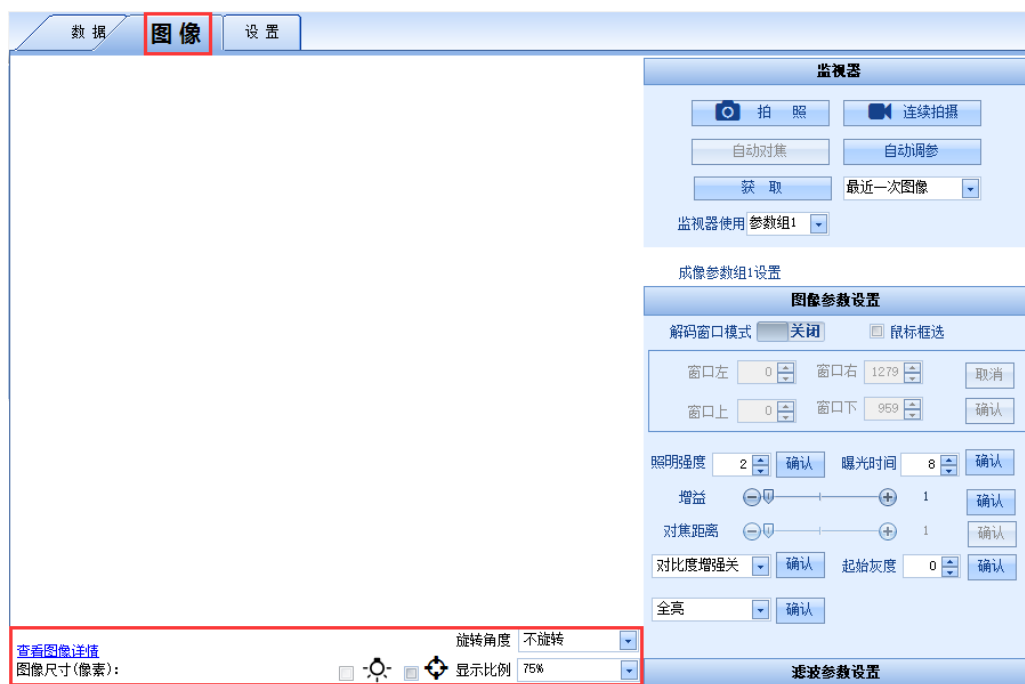 数据 图像 设置
监视器
拍 照 连续拍摄
自动对焦 自动调参
获 取 最近一次图像
监视器使用 参数组1
成像参数组1设置
图像参数设置
解码窗口模式 关闭 鼠标框选
窗口左 0 窗口右 1279 取消
窗口上 0 窗口下 959 确认
照明强度 2 确认 曝光时间 8 确认
增益 1 确认
对焦距离 1 确认
对比度增强关 确认 起始灰度 0 确认
全亮 确认
查看图像详情 旋转角度 不旋转
图像尺寸(像素): 显示比例 75%
滤波参数设置